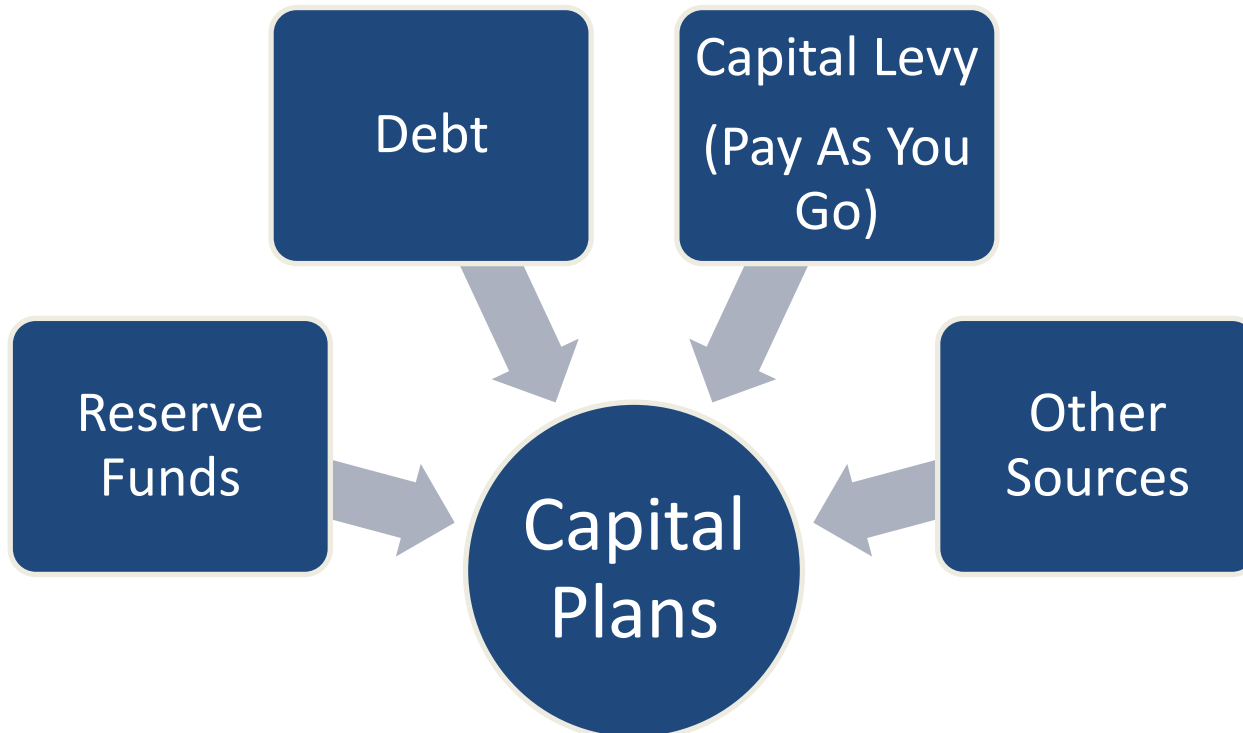 Debt
Capital Levy
(Pay As You
Go)
Reserve
Funds
Other
Sources
Capital
Plans